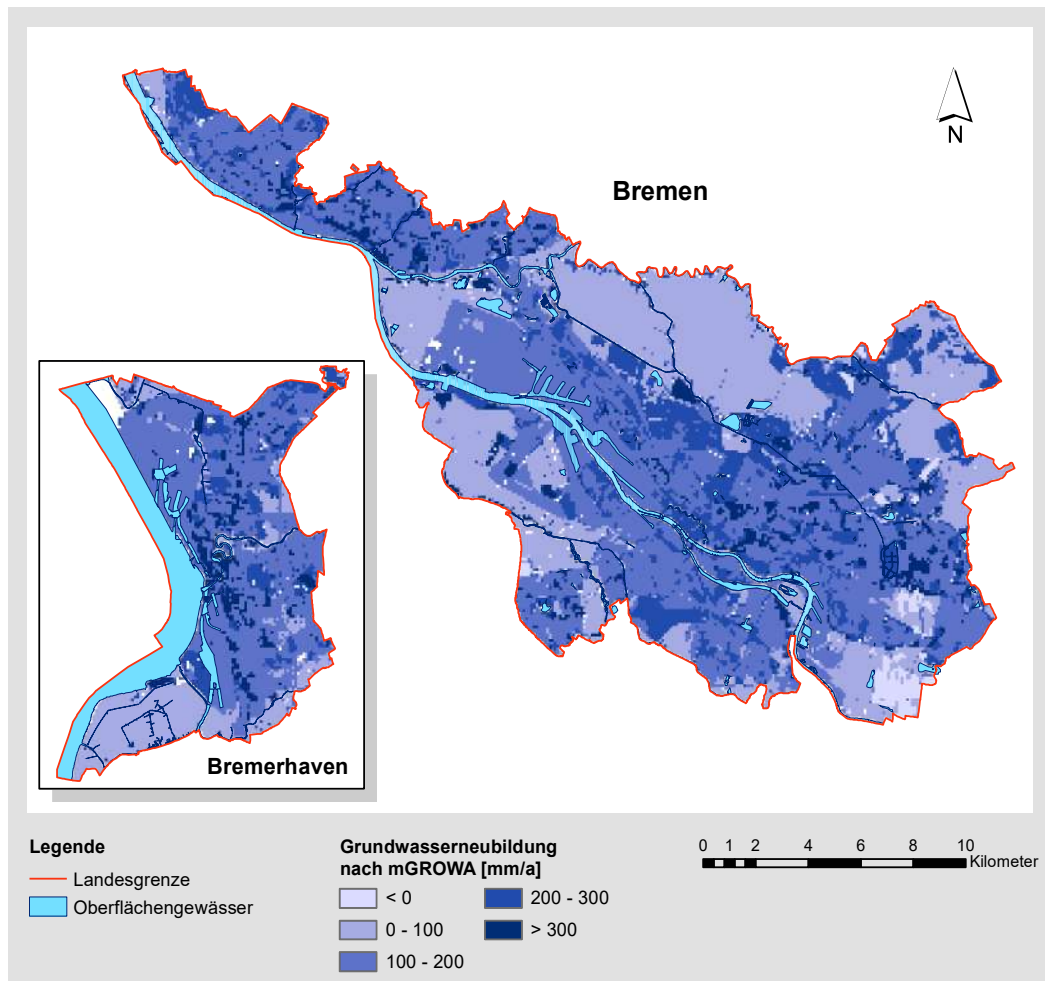 N
Bremen
Bremerhaven
Legende
Landesgrenze
Oberflächengewässer
Grundwasserneubildung
nach mGROWA [mm/a]
< 0
0 - 100
100 - 200
200 - 300
> 300
0 1 2 4 6 8 10
Kilometer